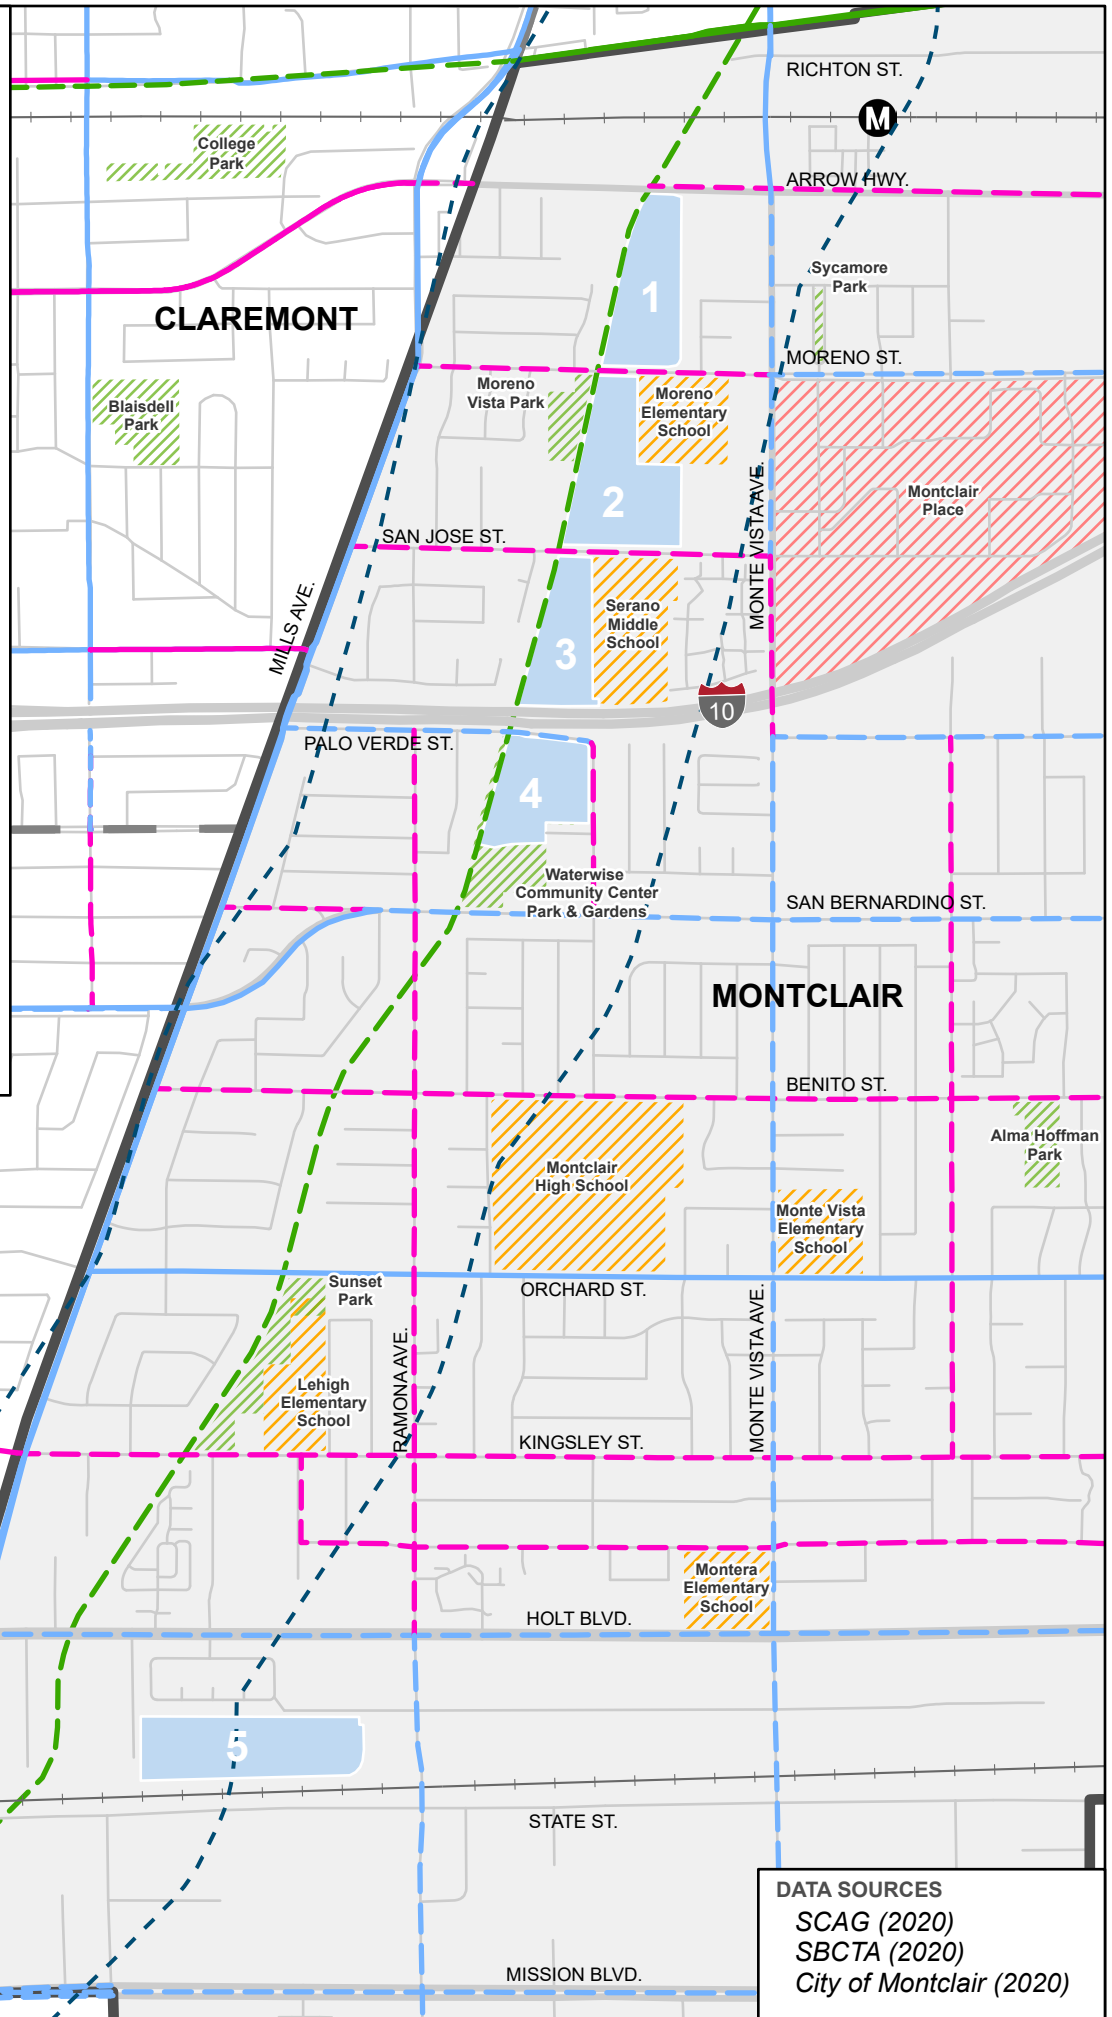 RICHTON ST.
M
College
Park
ARROW HWY.
Sycamore
Park
1
CLAREMONT
MORENO ST.
Moreno
Vista Park
Moreno
Elementary
School
Blaisdell
Park
2
Montclair
Place
MONTE VISTA AVE.
SAN JOSE ST.
MILLS AVE.
Serano
Middle
School
3
10
PALO VERDE ST.
4
Waterwise
Community Center
Park & Gardens
SAN BERNARDINO ST.
MONTCLAIR
BENITO ST.
Alma Hoffman
Park
Montclair
High School
Monte Vista
Elementary
School
Sunset
Park
ORCHARD ST.
RAMONA AVE.
MONTE VISTA AVE.
Lehigh
Elementary
School
KINGSLEY ST.
Montera
Elementary
School
HOLT BLVD.
5
STATE ST.
DATA SOURCES
SCAG (2020)
SBCTA (2020)
City of Montclair (2020)
MISSION BLVD.